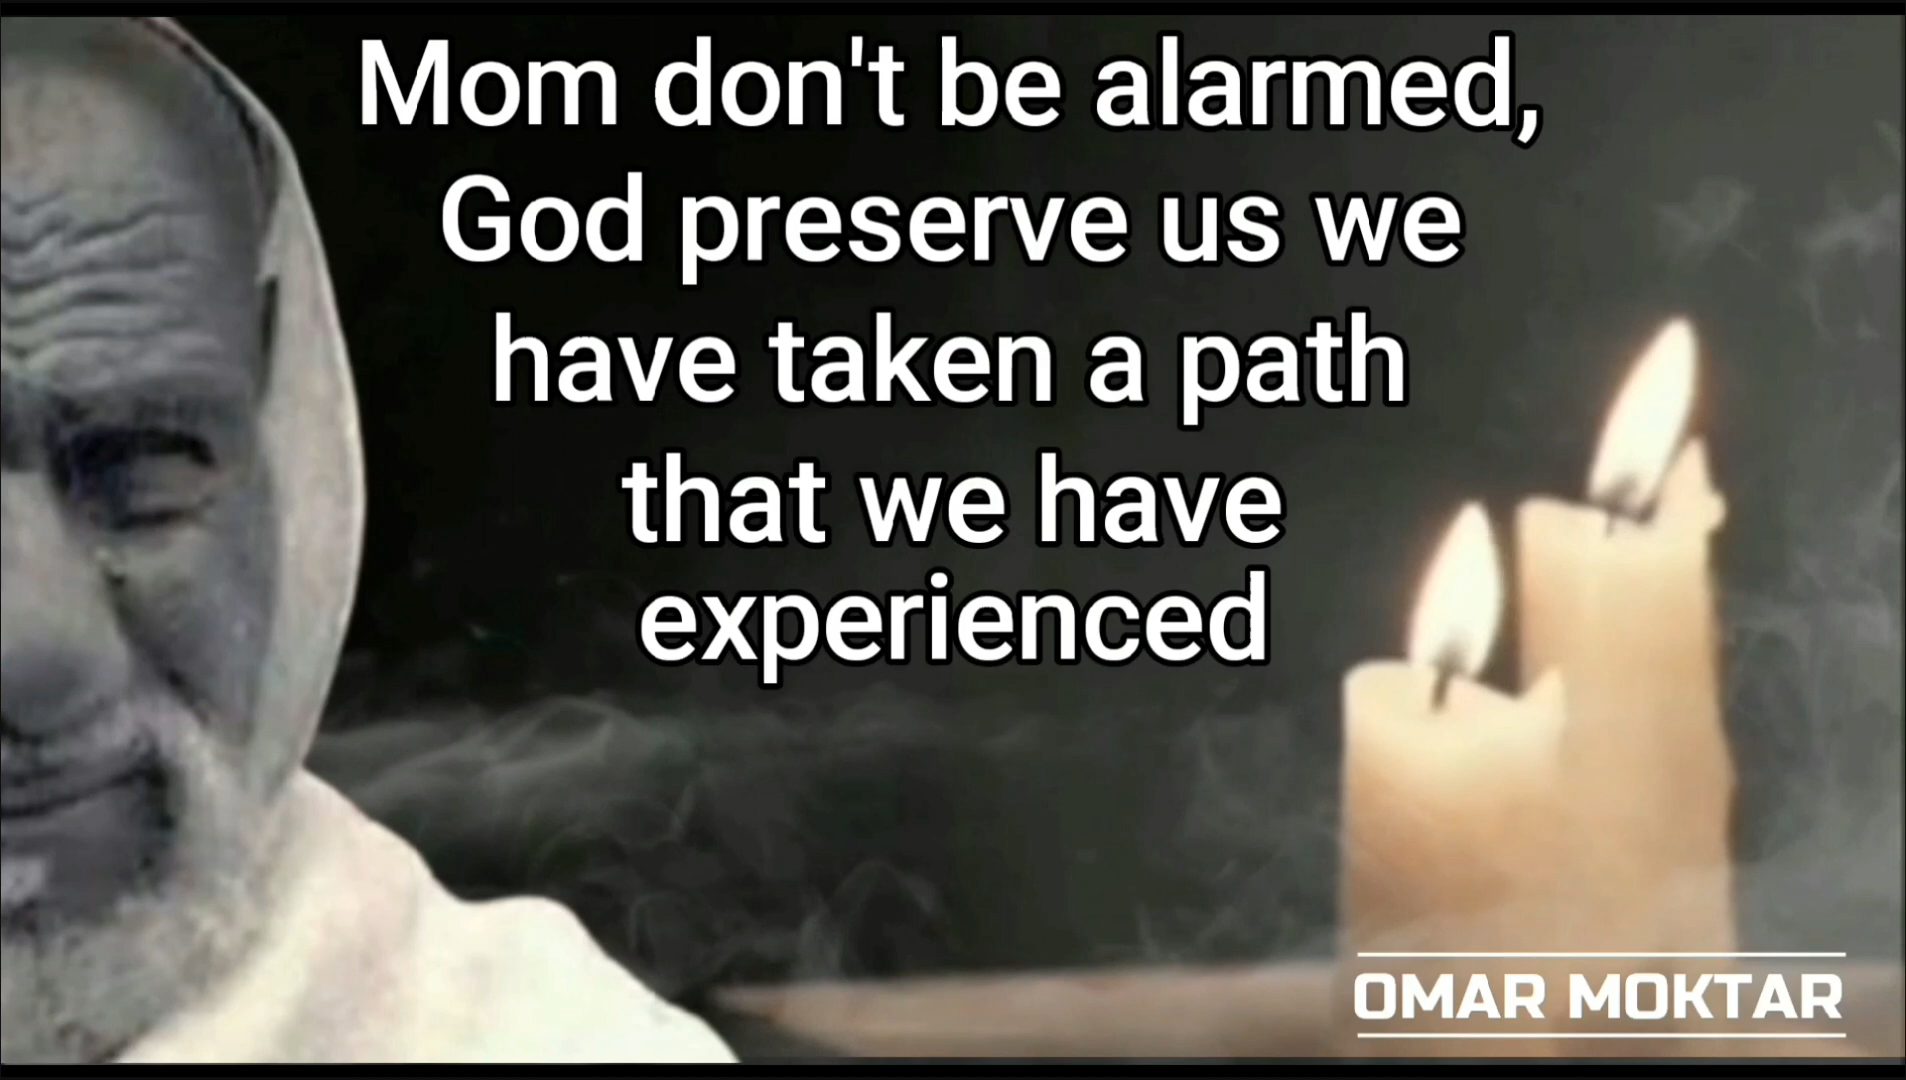 Mom don't be alarmed,
God preserve us we
have taken a path
that we have
experienced
OMAR MOKTAR